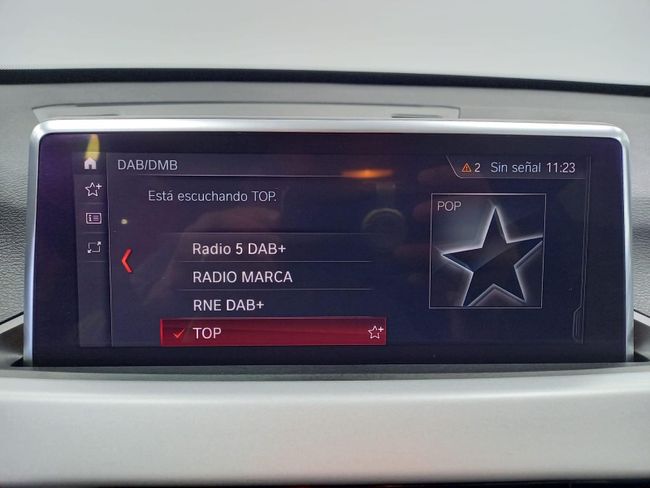 DAB/DMB
2 Sin señal 11:23
Está escuchando TOP.
POP
Radio 5 DAB+
RADIO MARCA
RNE DAB+
TOP